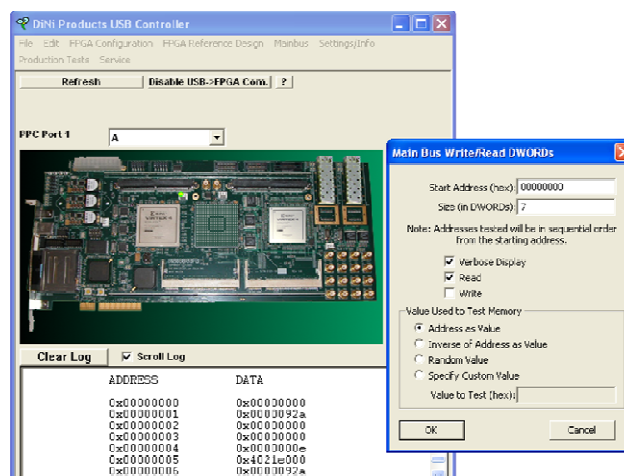 DiNi Products USB Controller
File Edit FPGA Configuration FPGA Reference Design Mainbus Settings/Info
Production Tests Service
Refresh Disable USB->FPGA Com. ?
PPC Port 1 A
Clear Log Scroll Log
ADDRESS DATA
0x00000000 0x00000000
0x00000001 0x0000092a
0x00000002 0x00000000
0x00000003 0x00000000
0x00000004 0x0000000e
0x00000005 0x4021e000
0x00000006 0x0000092a
Main Bus Write/Read DWORDs
Start Address (hex): 00000000
Size (in DWORDs): 7
Note: Addresses tested will be in sequential order
from the starting address.
Verbose Display
Read
Write
Value Used to Test Memory
Address as Value
Inverse of Address as Value
Random Value
Specify Custom Value
Value to Test (hex):
OK Cancel